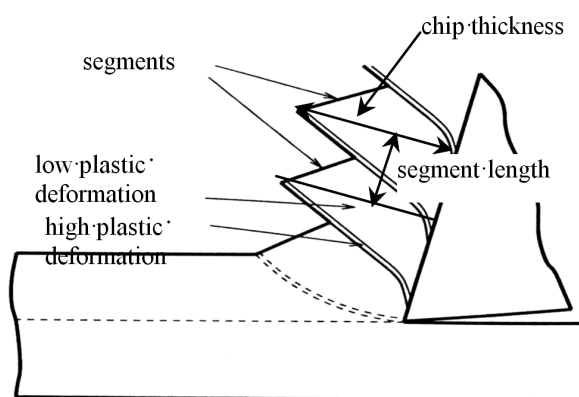 chip·thickness
segments
low·plastic·
deformation
segment·length
high·plastic·
deformation